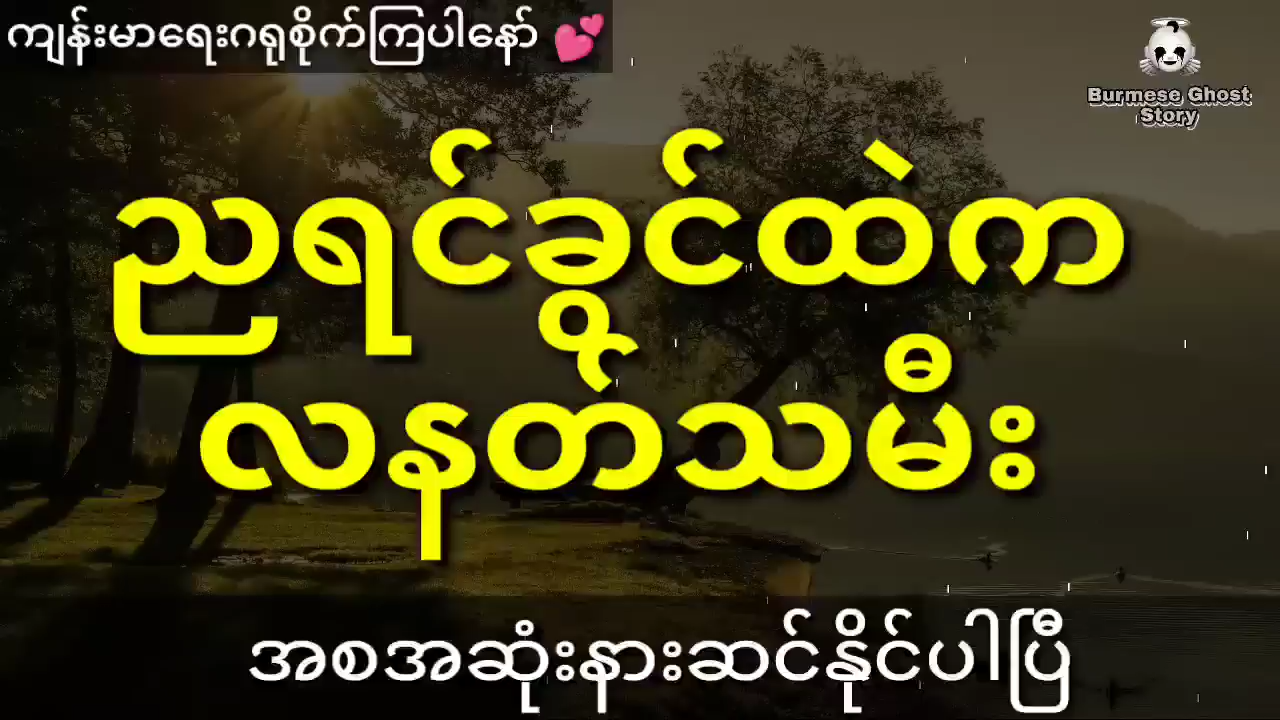 ကျန်းမာရေးဂရုစိုက်ကြပါနော် 💕
Burmese Ghost
Story
ညရင်ခွင်ထဲက
လနတ်သမီး
အစအဆုံးနားဆင်နိုင်ပါပြီ